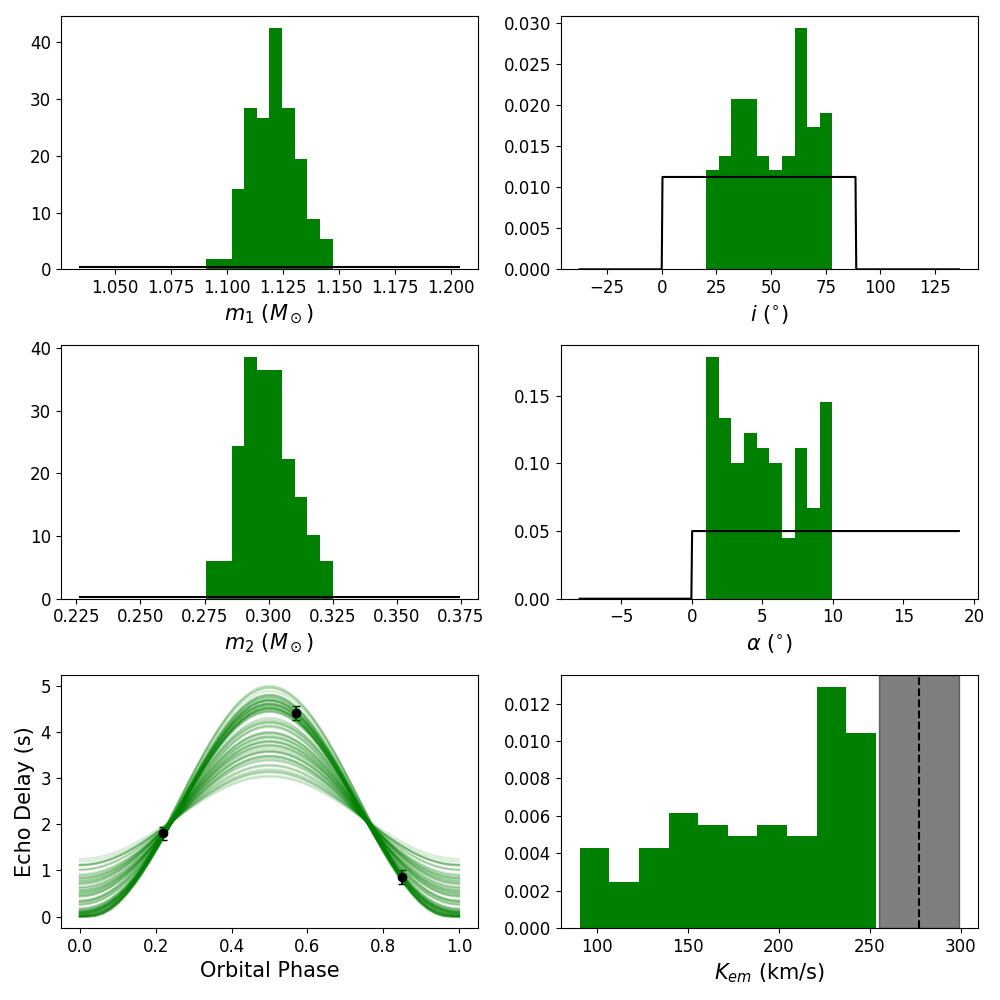 40
30
20
10
0
1.050 1.075 1.100 1.125 1.150 1.175 1.200
m₁ (M⊙)
0.030
0.025
0.020
0.015
0.010
0.005
0.000
−25 0 25 50 75 100 125
i (°)
40
30
20
10
0
0.225 0.250 0.275 0.300 0.325 0.350 0.375
m₂ (M⊙)
0.15
0.10
0.05
0.00
−5 0 5 10 15 20
α (°)
Echo Delay (s)
5
4
3
2
1
0
0.0 0.2 0.4 0.6 0.8 1.0
Orbital Phase
0.012
0.010
0.008
0.006
0.004
0.002
0.000
100 150 200 250 300
K_em (km/s)